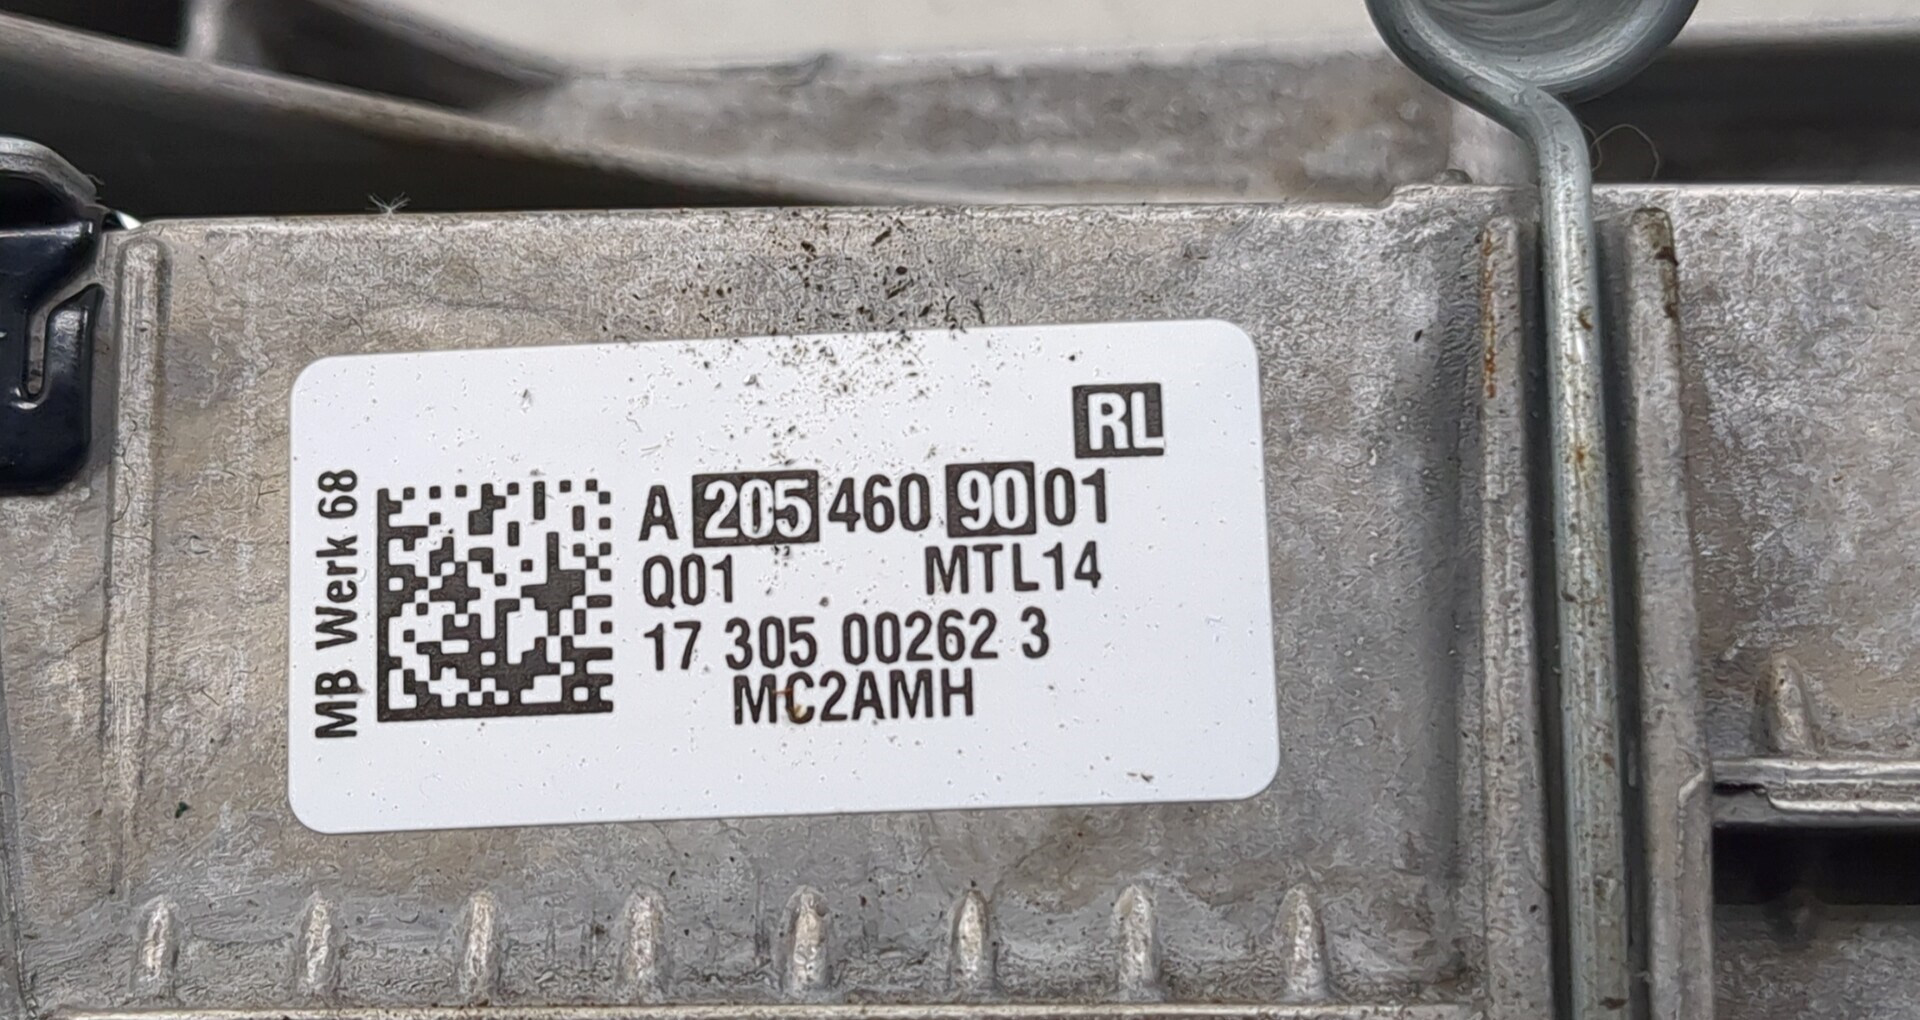 RL
A 205 460 90 01
Q01 MTL14
17 305 00262 3
MC2AMH
MB Werk 68